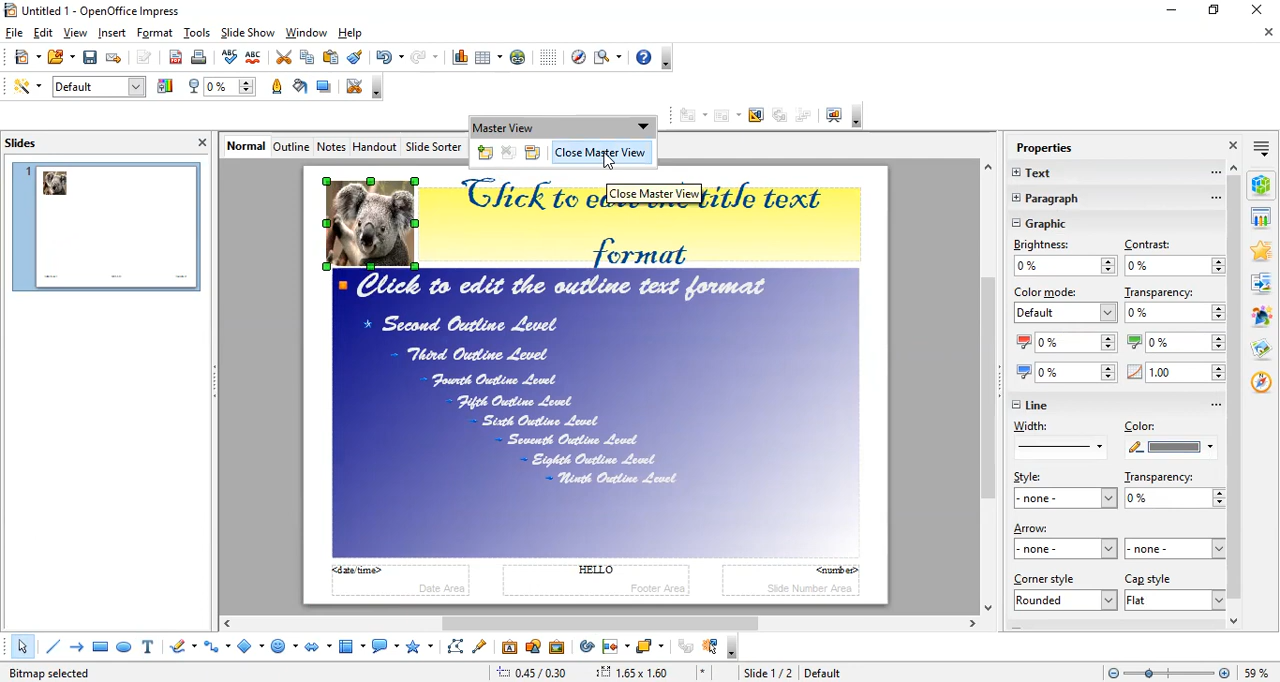 Untitled 1 - OpenOffice Impress
File Edit View Insert Format Tools Slide Show Window Help
Default 0 %
Master View
Close Master View
Close Master View
Slides
1
Normal Outline Notes Handout Slide Sorter
Click to edit the title text
format
Click to edit the outline text format
Second Outline Level
Third Outline Level
Fourth Outline Level
Fifth Outline Level
Sixth Outline Level
Seventh Outline Level
Eighth Outline Level
Ninth Outline Level
<date/time> HELLO <number>
Date Area Footer Area Slide Number Area
Properties
Text
Paragraph
Graphic
Brightness: Contrast:
0 % 0 %
Color mode: Transparency:
Default 0 %
0 % 0 %
0 % 1.00
Line
Width: Color:
Style: Transparency:
- none - 0 %
Arrow:
- none - - none -
Corner style Cap style
Rounded Flat
Bitmap selected 0.45 / 0.30 1.65 x 1.60 * Slide 1 / 2 Default 59 %